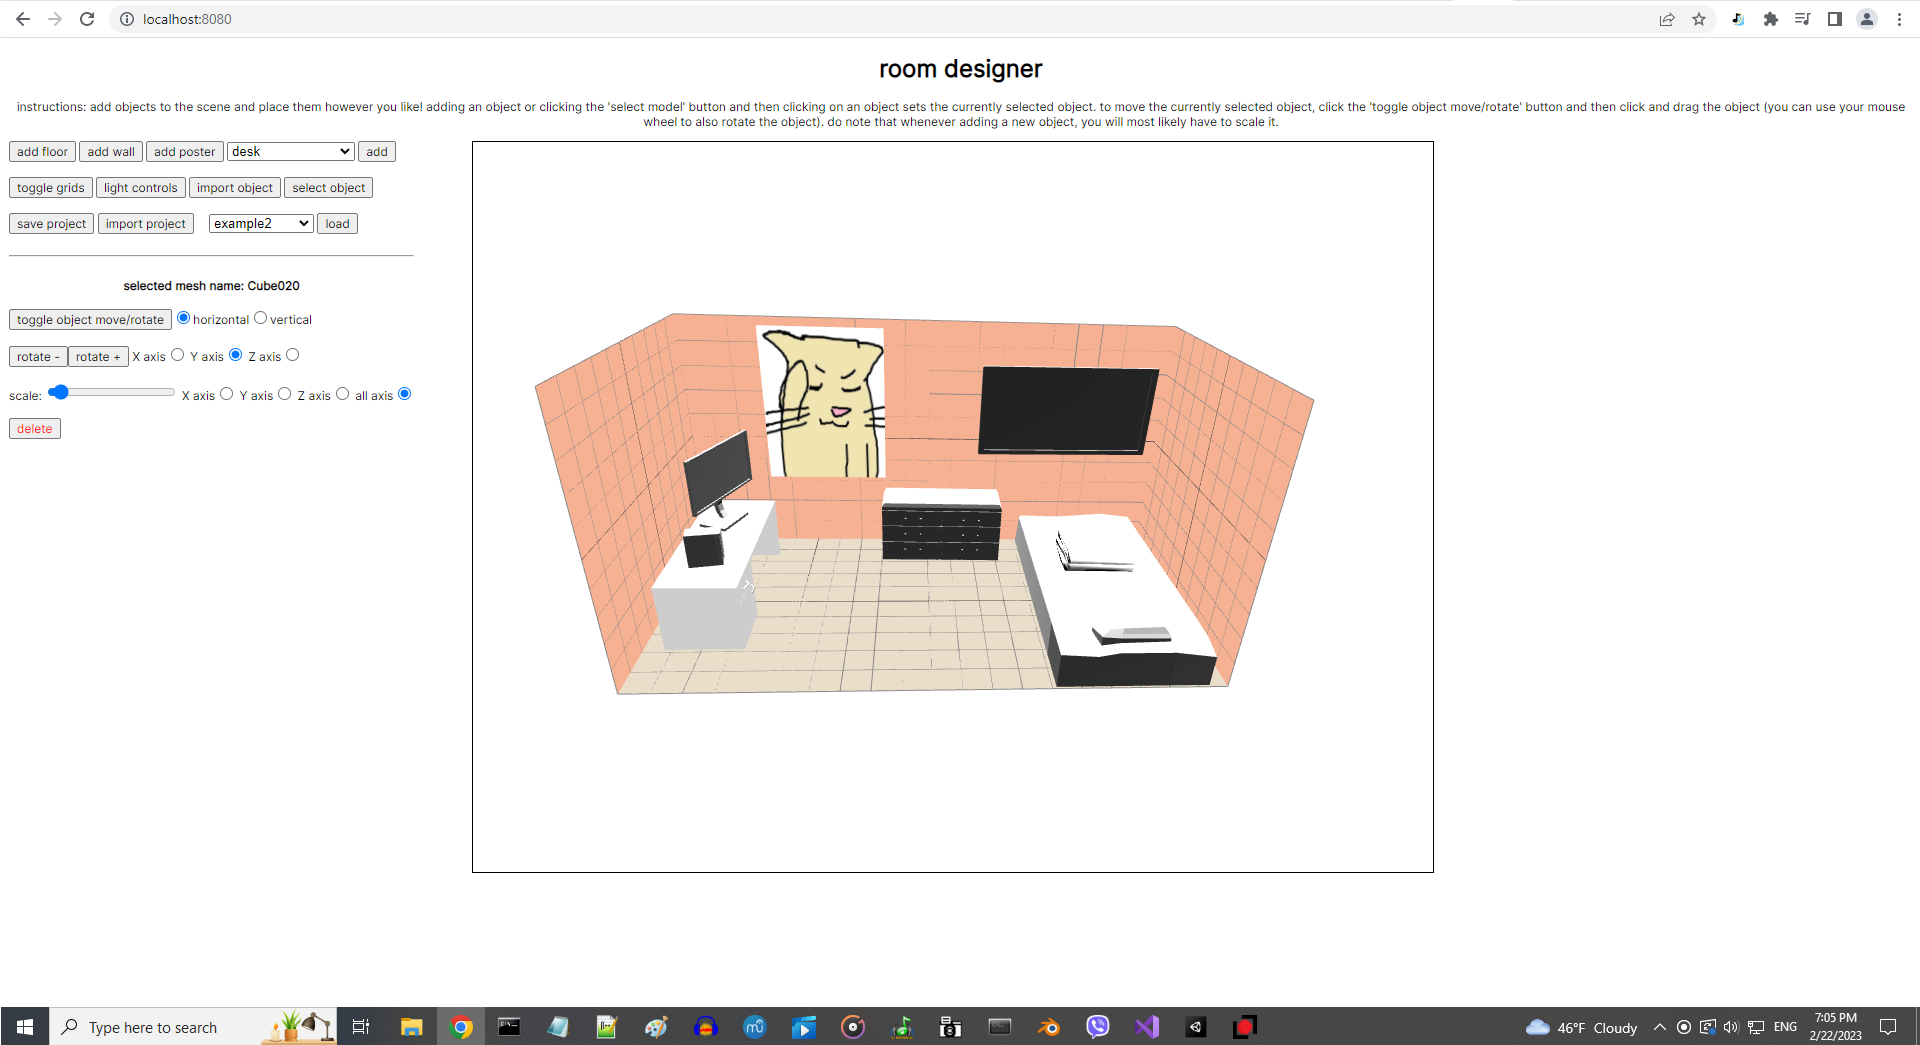 localhost:8080
room designer
instructions: add objects to the scene and place them however you like! adding an object or clicking the 'select model' button and then clicking on an object sets the currently selected object. to move the currently selected object, click the 'toggle object move/rotate' button and then click and drag the object (you can use your mouse
wheel to also rotate the object). do note that whenever adding a new object, you will most likely have to scale it.
add floor add wall add poster desk add
toggle grids light controls import object select object
save project import project example2 load
selected mesh name: Cube020
toggle object move/rotate horizontal vertical
rotate - rotate + X axis Y axis Z axis
scale: X axis Y axis Z axis all axis
delete
Type here to search
46°F Cloudy
ENG
7:05 PM
2/22/2023